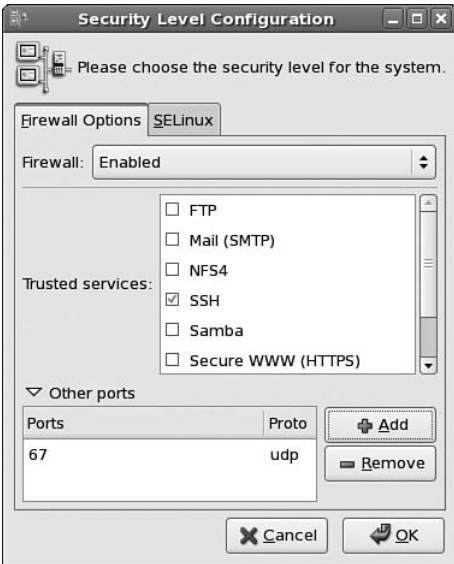 Security Level Configuration
Please choose the security level for the system.
Firewall Options SELinux
Firewall: Enabled
Trusted services:
FTP
Mail (SMTP)
NFS4
SSH
Samba
Secure WWW (HTTPS)
Other ports
Ports Proto
67 udp
Add
Remove
Cancel OK